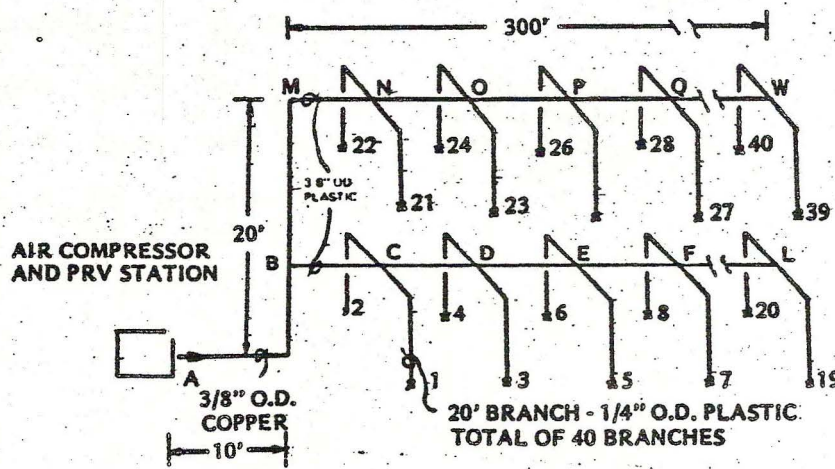 300'
M N O P Q W
22 24 26 28 40
3 8" OD
PLASTIC
21 23 27 39
20'
AIR COMPRESSOR
AND PRV STATION
B C D E F L
2 4 6 8 20
A
1 3 5 7 19
3/8" O.D.
COPPER
20' BRANCH - 1/4" O.D. PLASTIC
TOTAL OF 40 BRANCHES
10'